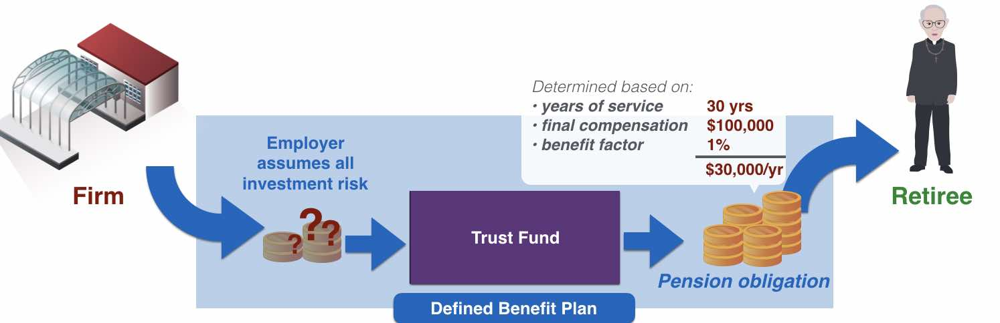 Determined based on:
• years of service 30 yrs
• final compensation $100,000
• benefit factor 1%
$30,000/yr
Employer
assumes all
investment risk
Firm
Retiree
? ? ?
Trust Fund
Pension obligation
Defined Benefit Plan